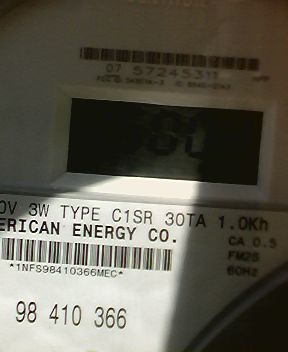 07 57245311
0V 3W TYPE C1SR 30TA 1.0Kh
ERICAN ENERGY CO.
CA 0.5
FM2S
60Hz
*1NFS98410366MEC*
98 410 366